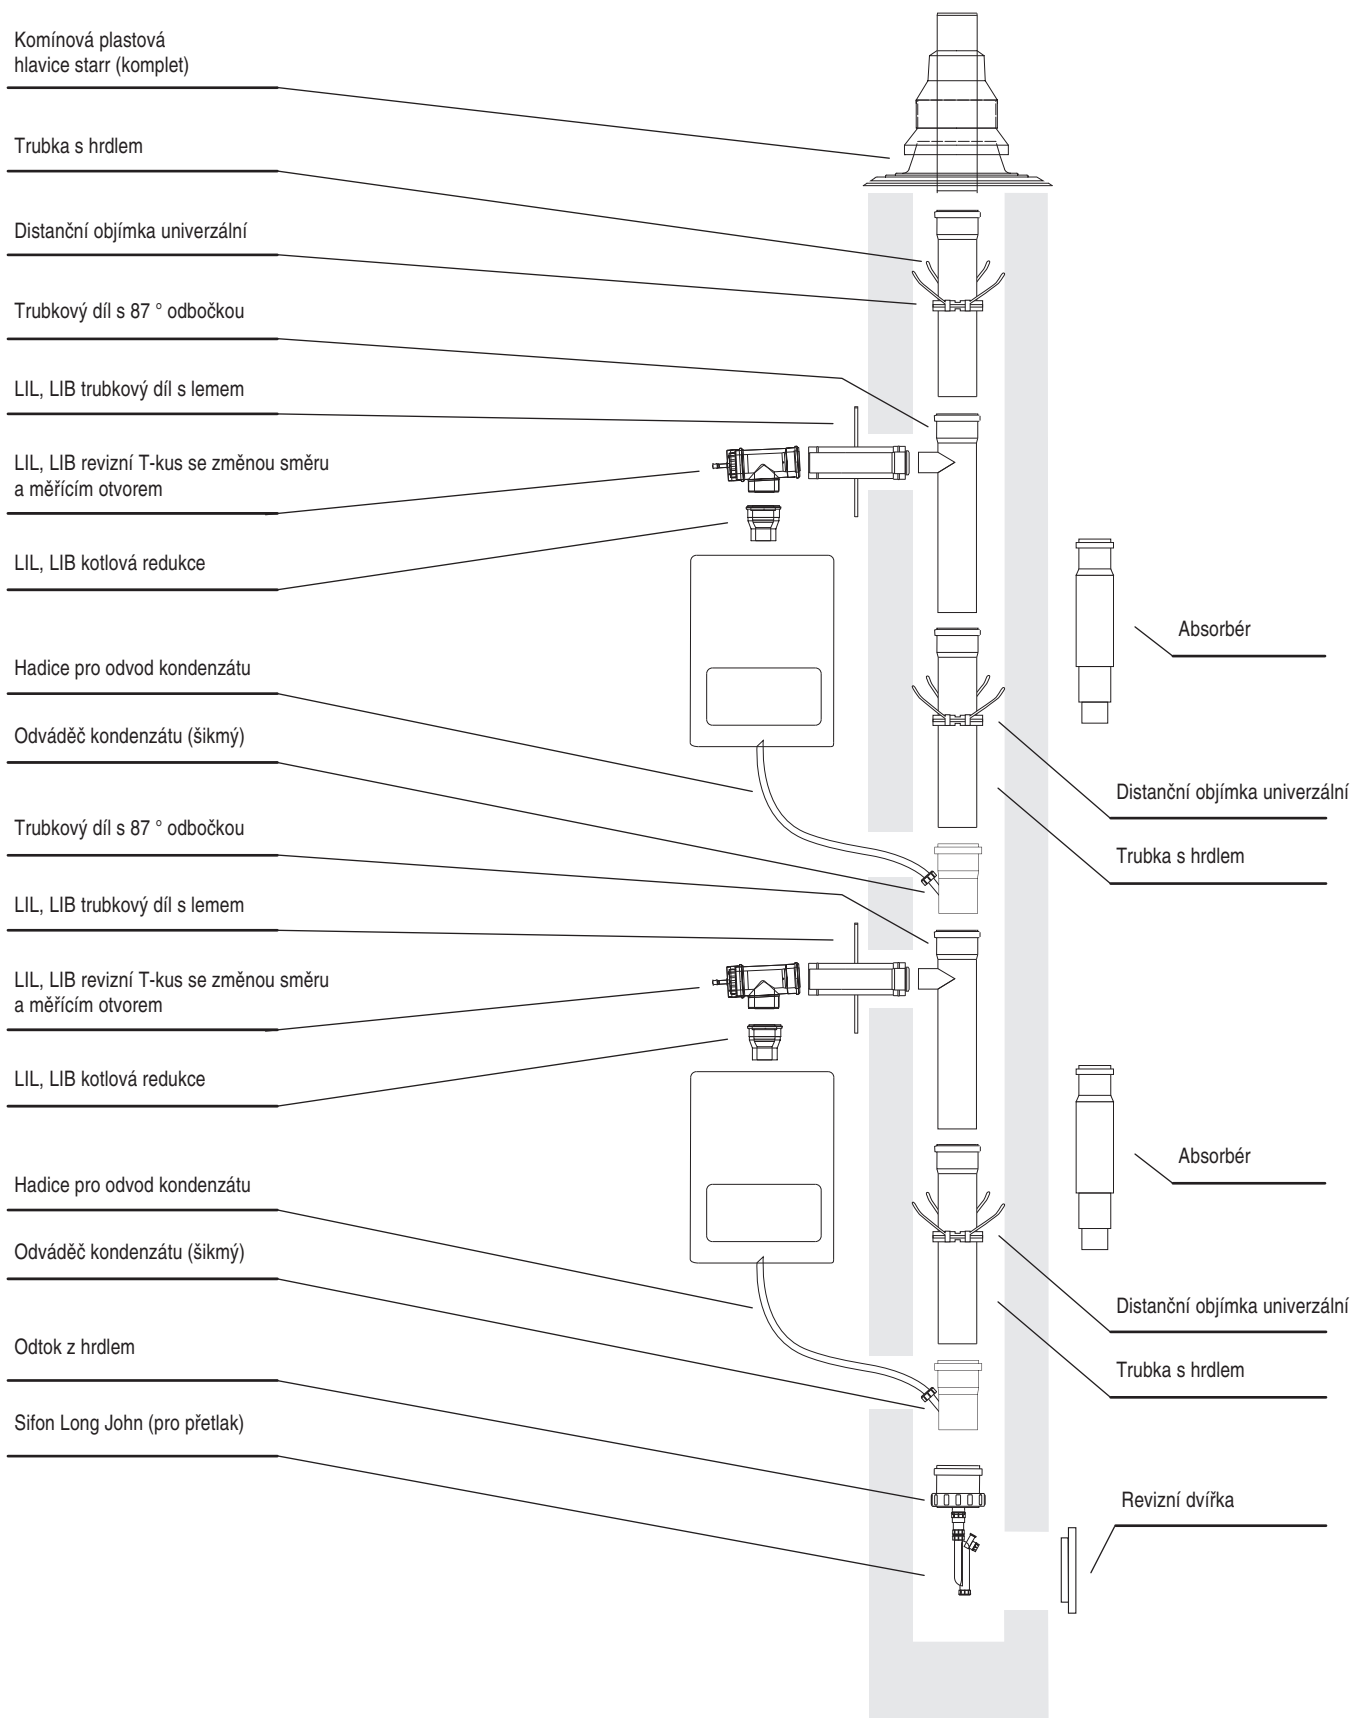 Komínová plastová
hlavice starr (komplet)
Trubka s hrdlem
Distanční objímka univerzální
Trubkový díl s 87 ° odbočkou
LIL, LIB trubkový díl s lemem
LIL, LIB revizní T-kus se změnou směru
a měřícím otvorem
LIL, LIB kotlová redukce
Absorbér
Hadice pro odvod kondenzátu
Odváděč kondenzátu (šikmý)
Distanční objímka univerzální
Trubkový díl s 87 ° odbočkou
Trubka s hrdlem
LIL, LIB trubkový díl s lemem
LIL, LIB revizní T-kus se změnou směru
a měřícím otvorem
LIL, LIB kotlová redukce
Absorbér
Hadice pro odvod kondenzátu
Odváděč kondenzátu (šikmý)
Distanční objímka univerzální
Odtok z hrdlem
Trubka s hrdlem
Sifon Long John (pro přetlak)
Revizní dvířka